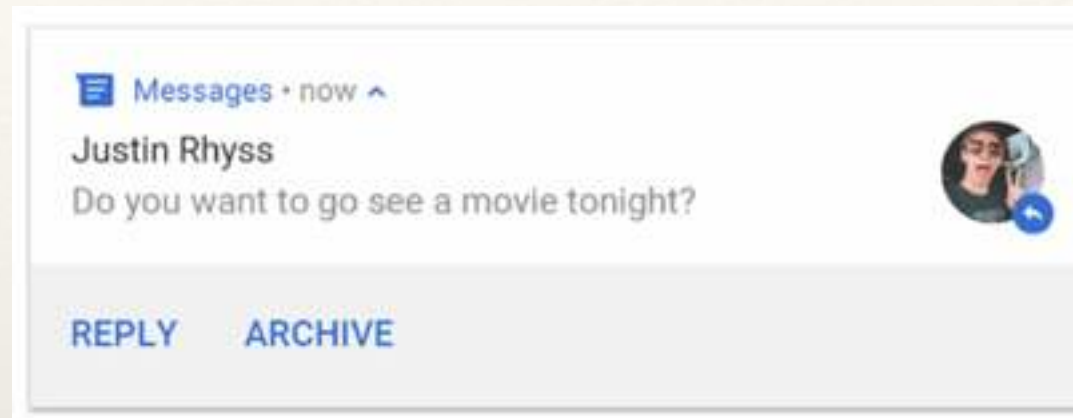 Messages • now
Justin Rhyss
Do you want to go see a movie tonight?
REPLY ARCHIVE